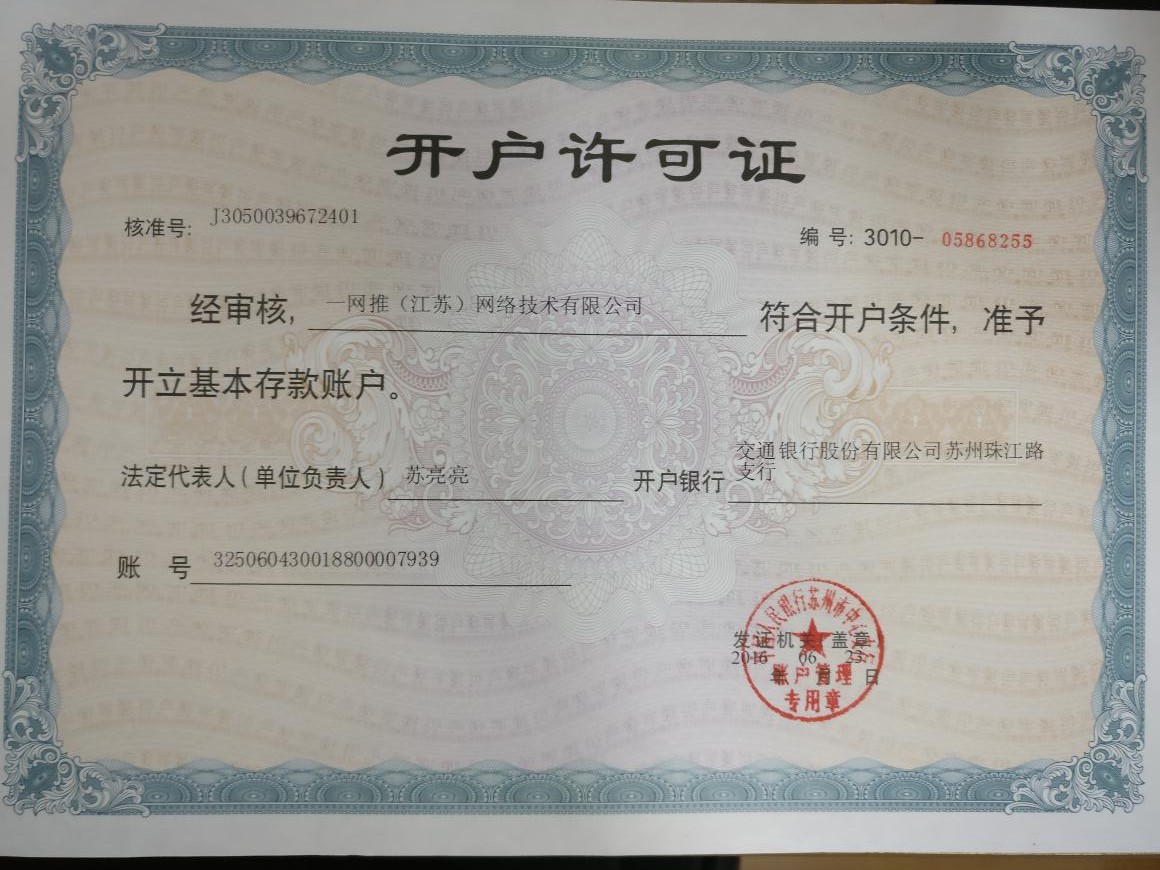 开户许可证
核准号: J3050039672401
编 号: 3010- 05868255
经审核, 一网推（江苏）网络技术有限公司 符合开户条件, 准予
开立基本存款账户。
法定代表人(单位负责人) 苏亮亮 开户银行 交通银行股份有限公司苏州珠江路
支行
账 号 325060430018800007939
中国人民银行苏州市中心支行
发证机关(盖章
2016 06 23
年 月 日
账户管理
专用章